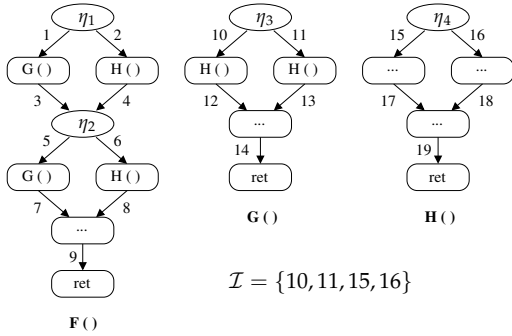 η1
1 2
G ( ) H ( )
3 4
η2
5 6
G ( ) H ( )
7 8
...
9
ret
F ( )
η3
10 11
H ( ) H ( )
12 13
...
14
ret
G ( )
η4
15 16
... ...
17 18
...
19
ret
H ( )
I = {10, 11, 15, 16}